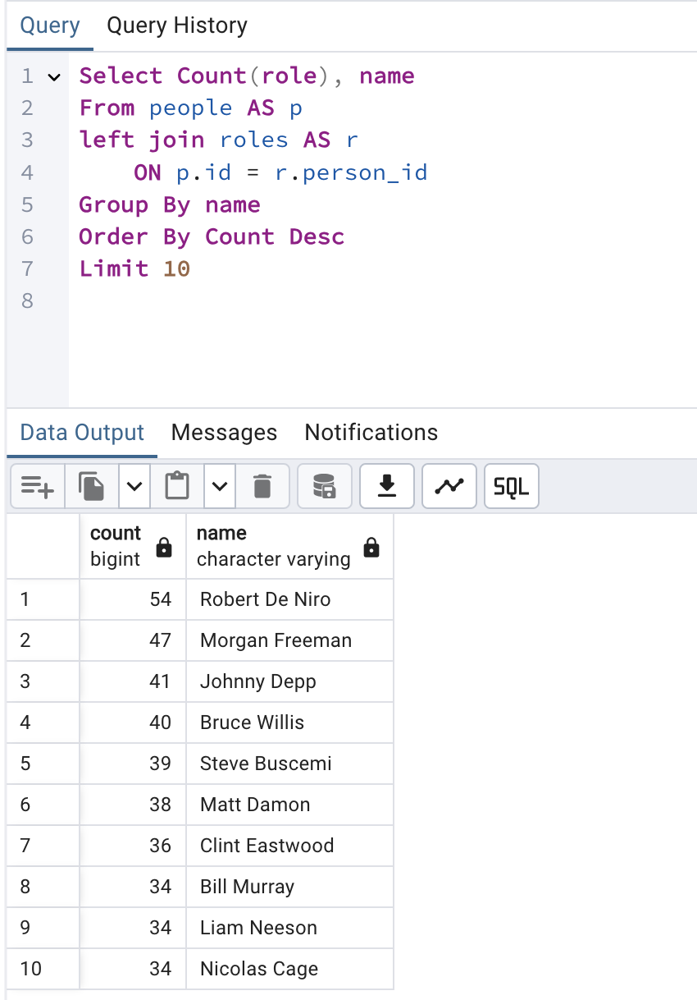 Query Query History
1 Select Count(role), name
2 From people AS p
3 left join roles AS r
4 ON p.id = r.person_id
5 Group By name
6 Order By Count Desc
7 Limit 10
8
Data Output Messages Notifications
SQL
count name
bigint character varying
1 54 Robert De Niro
2 47 Morgan Freeman
3 41 Johnny Depp
4 40 Bruce Willis
5 39 Steve Buscemi
6 38 Matt Damon
7 36 Clint Eastwood
8 34 Bill Murray
9 34 Liam Neeson
10 34 Nicolas Cage